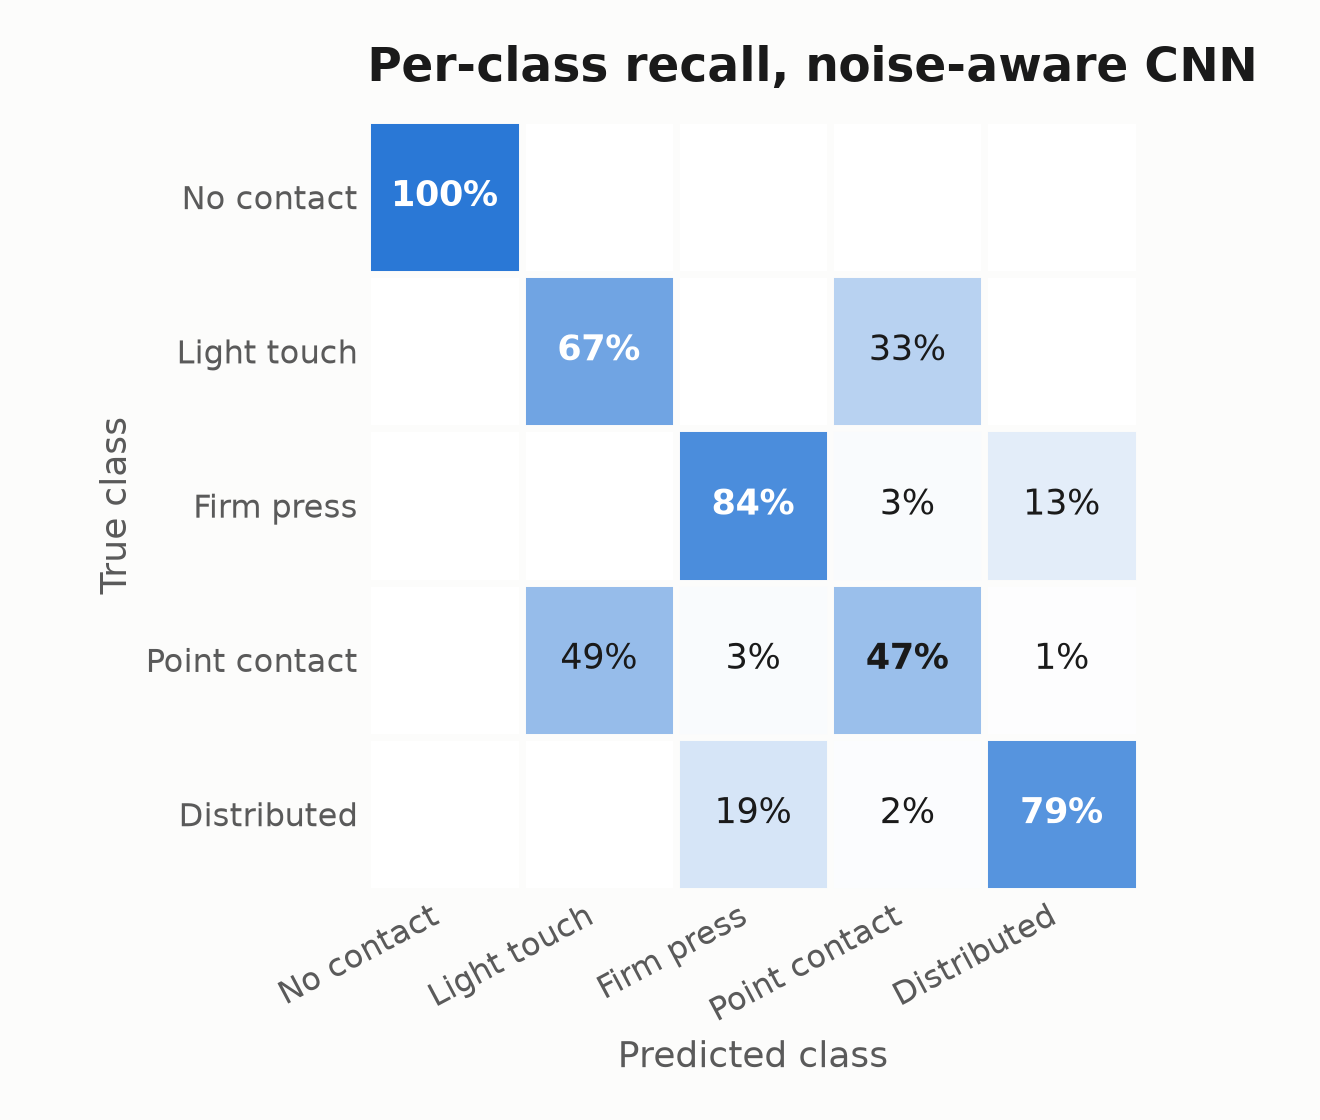 Per-class recall, noise-aware CNN
No contact
100%
Light touch
67%
33%
Firm press
84%
3%
13%
Point contact
49%
3%
47%
1%
Distributed
19%
2%
79%
True class
No contact
Light touch
Firm press
Point contact
Distributed
Predicted class